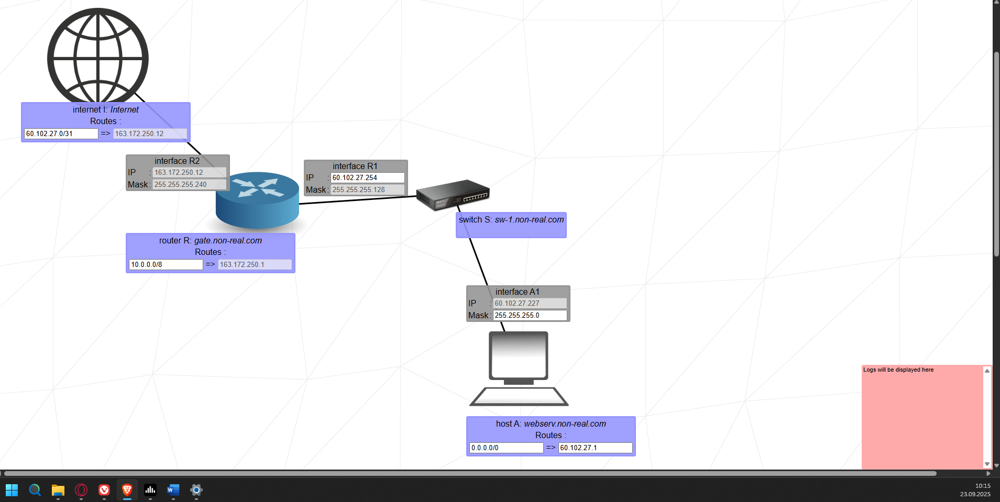 internet I: Internet
Routes :
60.102.27.0/31 => 163.172.250.12
interface R2
IP : 163.172.250.12
Mask : 255.255.255.240
interface R1
IP : 60.102.27.254
Mask : 255.255.255.128
switch S: sw-1.non-real.com
router R: gate.non-real.com
Routes :
10.0.0.0/8 => 163.172.250.1
interface A1
IP : 60.102.27.227
Mask : 255.255.255.0
host A: webserv.non-real.com
Routes :
0.0.0.0/0 => 60.102.27.1
Logs will be displayed here
10:15
23.09.2025